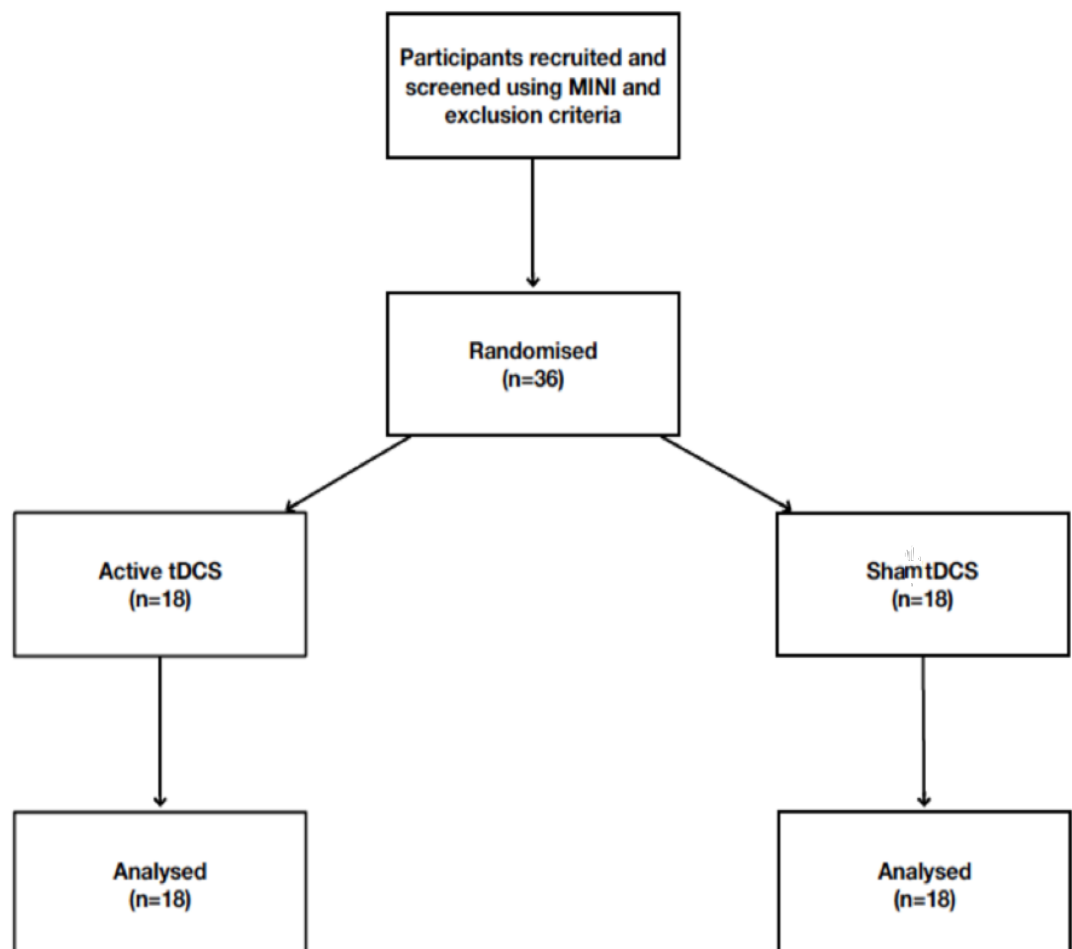 Participants recruited and
screened using MINI and
exclusion criteria
Randomised
(n=36)
Active tDCS
(n=18)
Sham tDCS
(n=18)
Analysed
(n=18)
Analysed
(n=18)